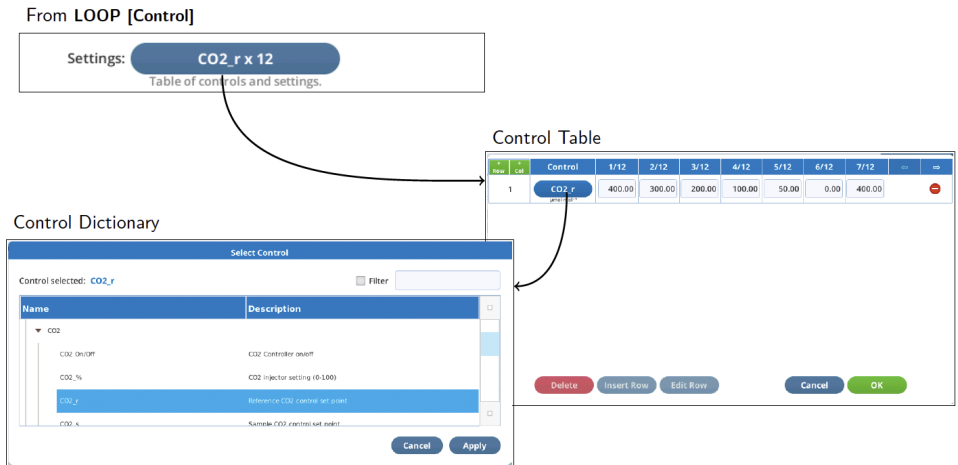 From LOOP [Control]
Settings: CO2_r x 12
Table of controls and settings.
Control Table
+ Row + Col Control 1/12 2/12 3/12 4/12 5/12 6/12 7/12 ⇐ ⇒
1 CO2_r 400.00 300.00 200.00 100.00 50.00 0.00 400.00
Control Dictionary
Select Control
Control selected: CO2_r Filter
Name Description
CO2
CO2 On/Off CO2 Controller on/off
CO2_% CO2 injector setting (0-100)
CO2_r Reference CO2 control set point
CO2_s Sample CO2 control set point
Cancel Apply
Delete Insert Row Edit Row Cancel OK